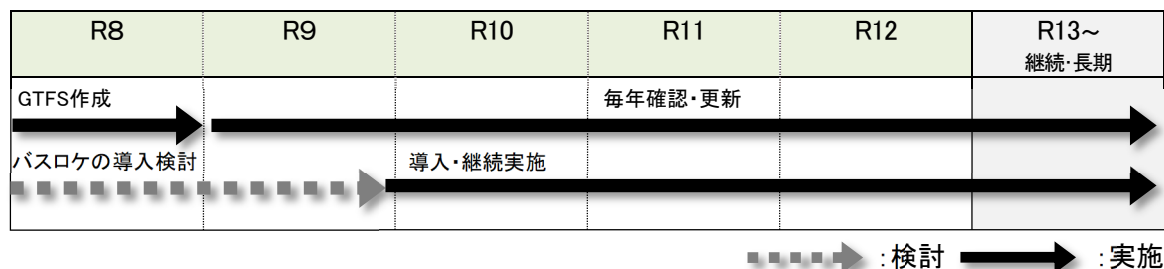 R8 R9 R10 R11 R12 R13~
継続・長期
GTFS作成 毎年確認・更新
バスロケの導入検討 導入・継続実施
:検討 :実施